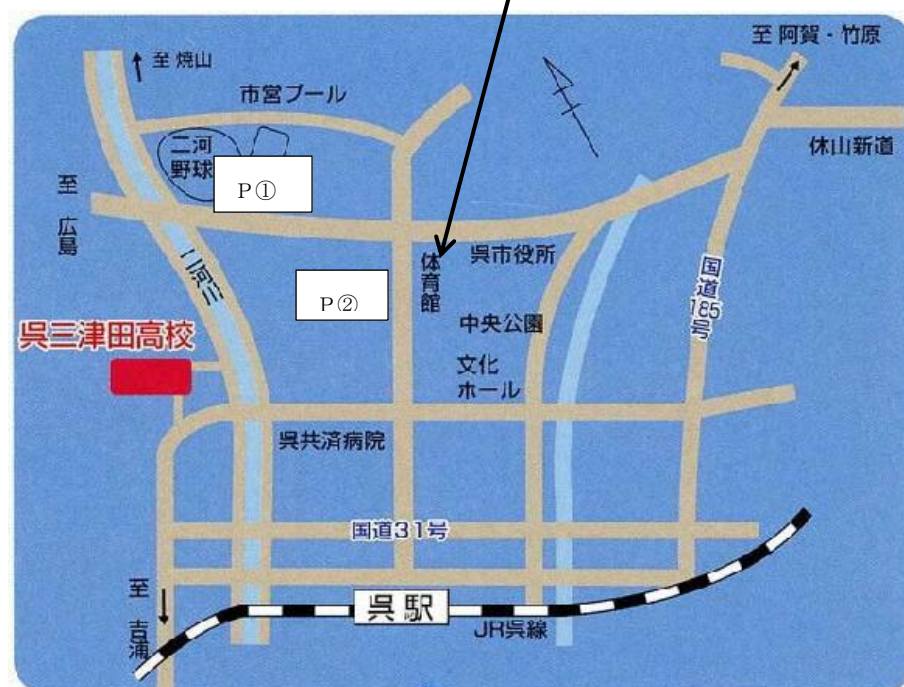 至 阿賀・竹原
至 焼山
市営プール
二河
野球
休山新道
P①
至 広島
呉市役所
体育館
二河川
国道185号
P②
中央公園
呉三津田高校
文化
ホール
呉共済病院
国道31号
至 吉浦
呉駅
JR呉線